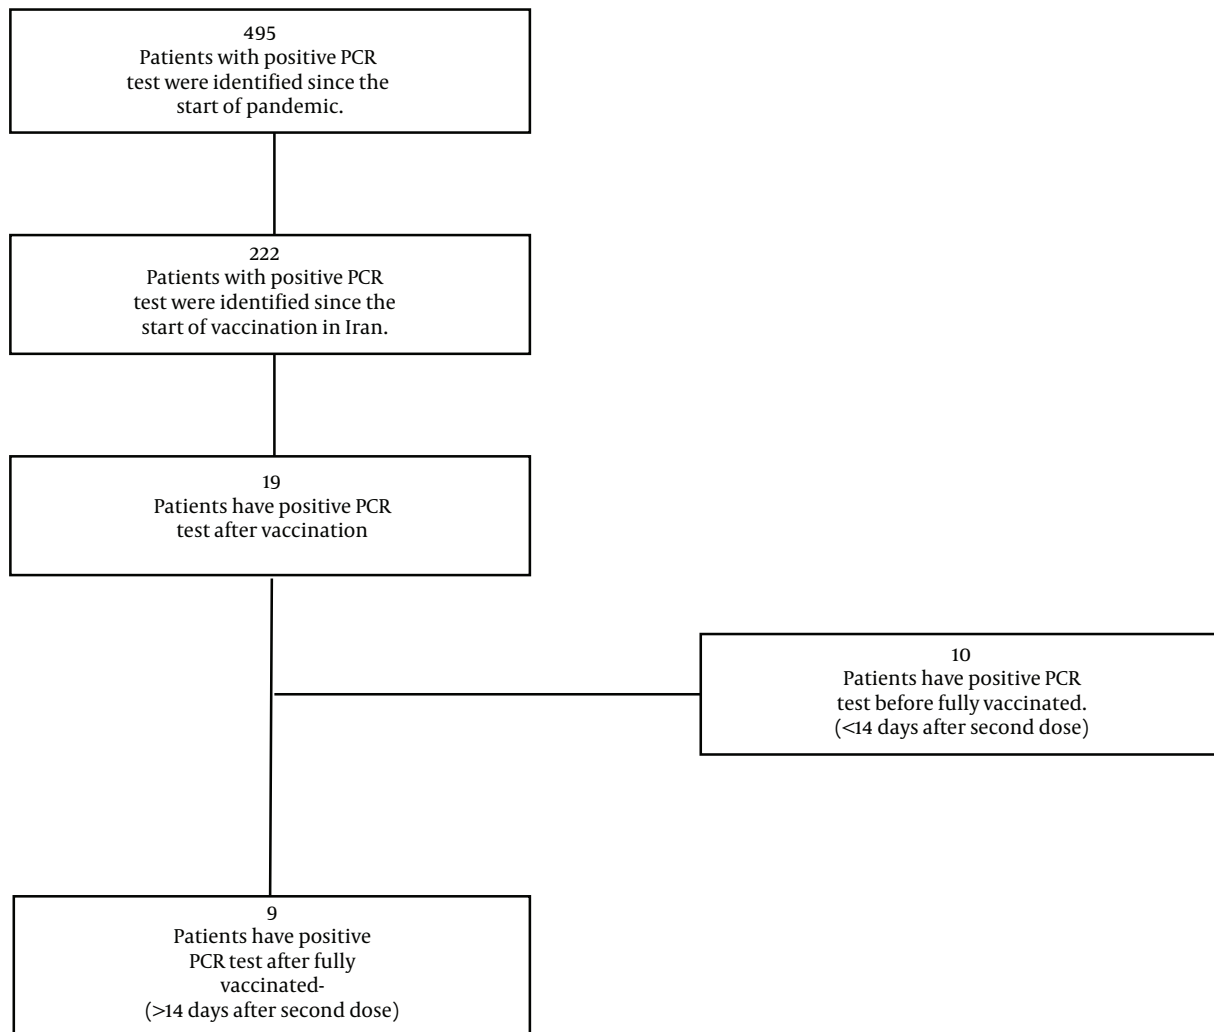 495
Patients with positive PCR
test were identified since the
start of pandemic.
222
Patients with positive PCR
test were identified since the
start of vaccination in Iran.
19
Patients have positive PCR
test after vaccination
10
Patients have positive PCR
test before fully vaccinated.
(<14 days after second dose)
9
Patients have positive
PCR test after fully
vaccinated-
(>14 days after second dose)